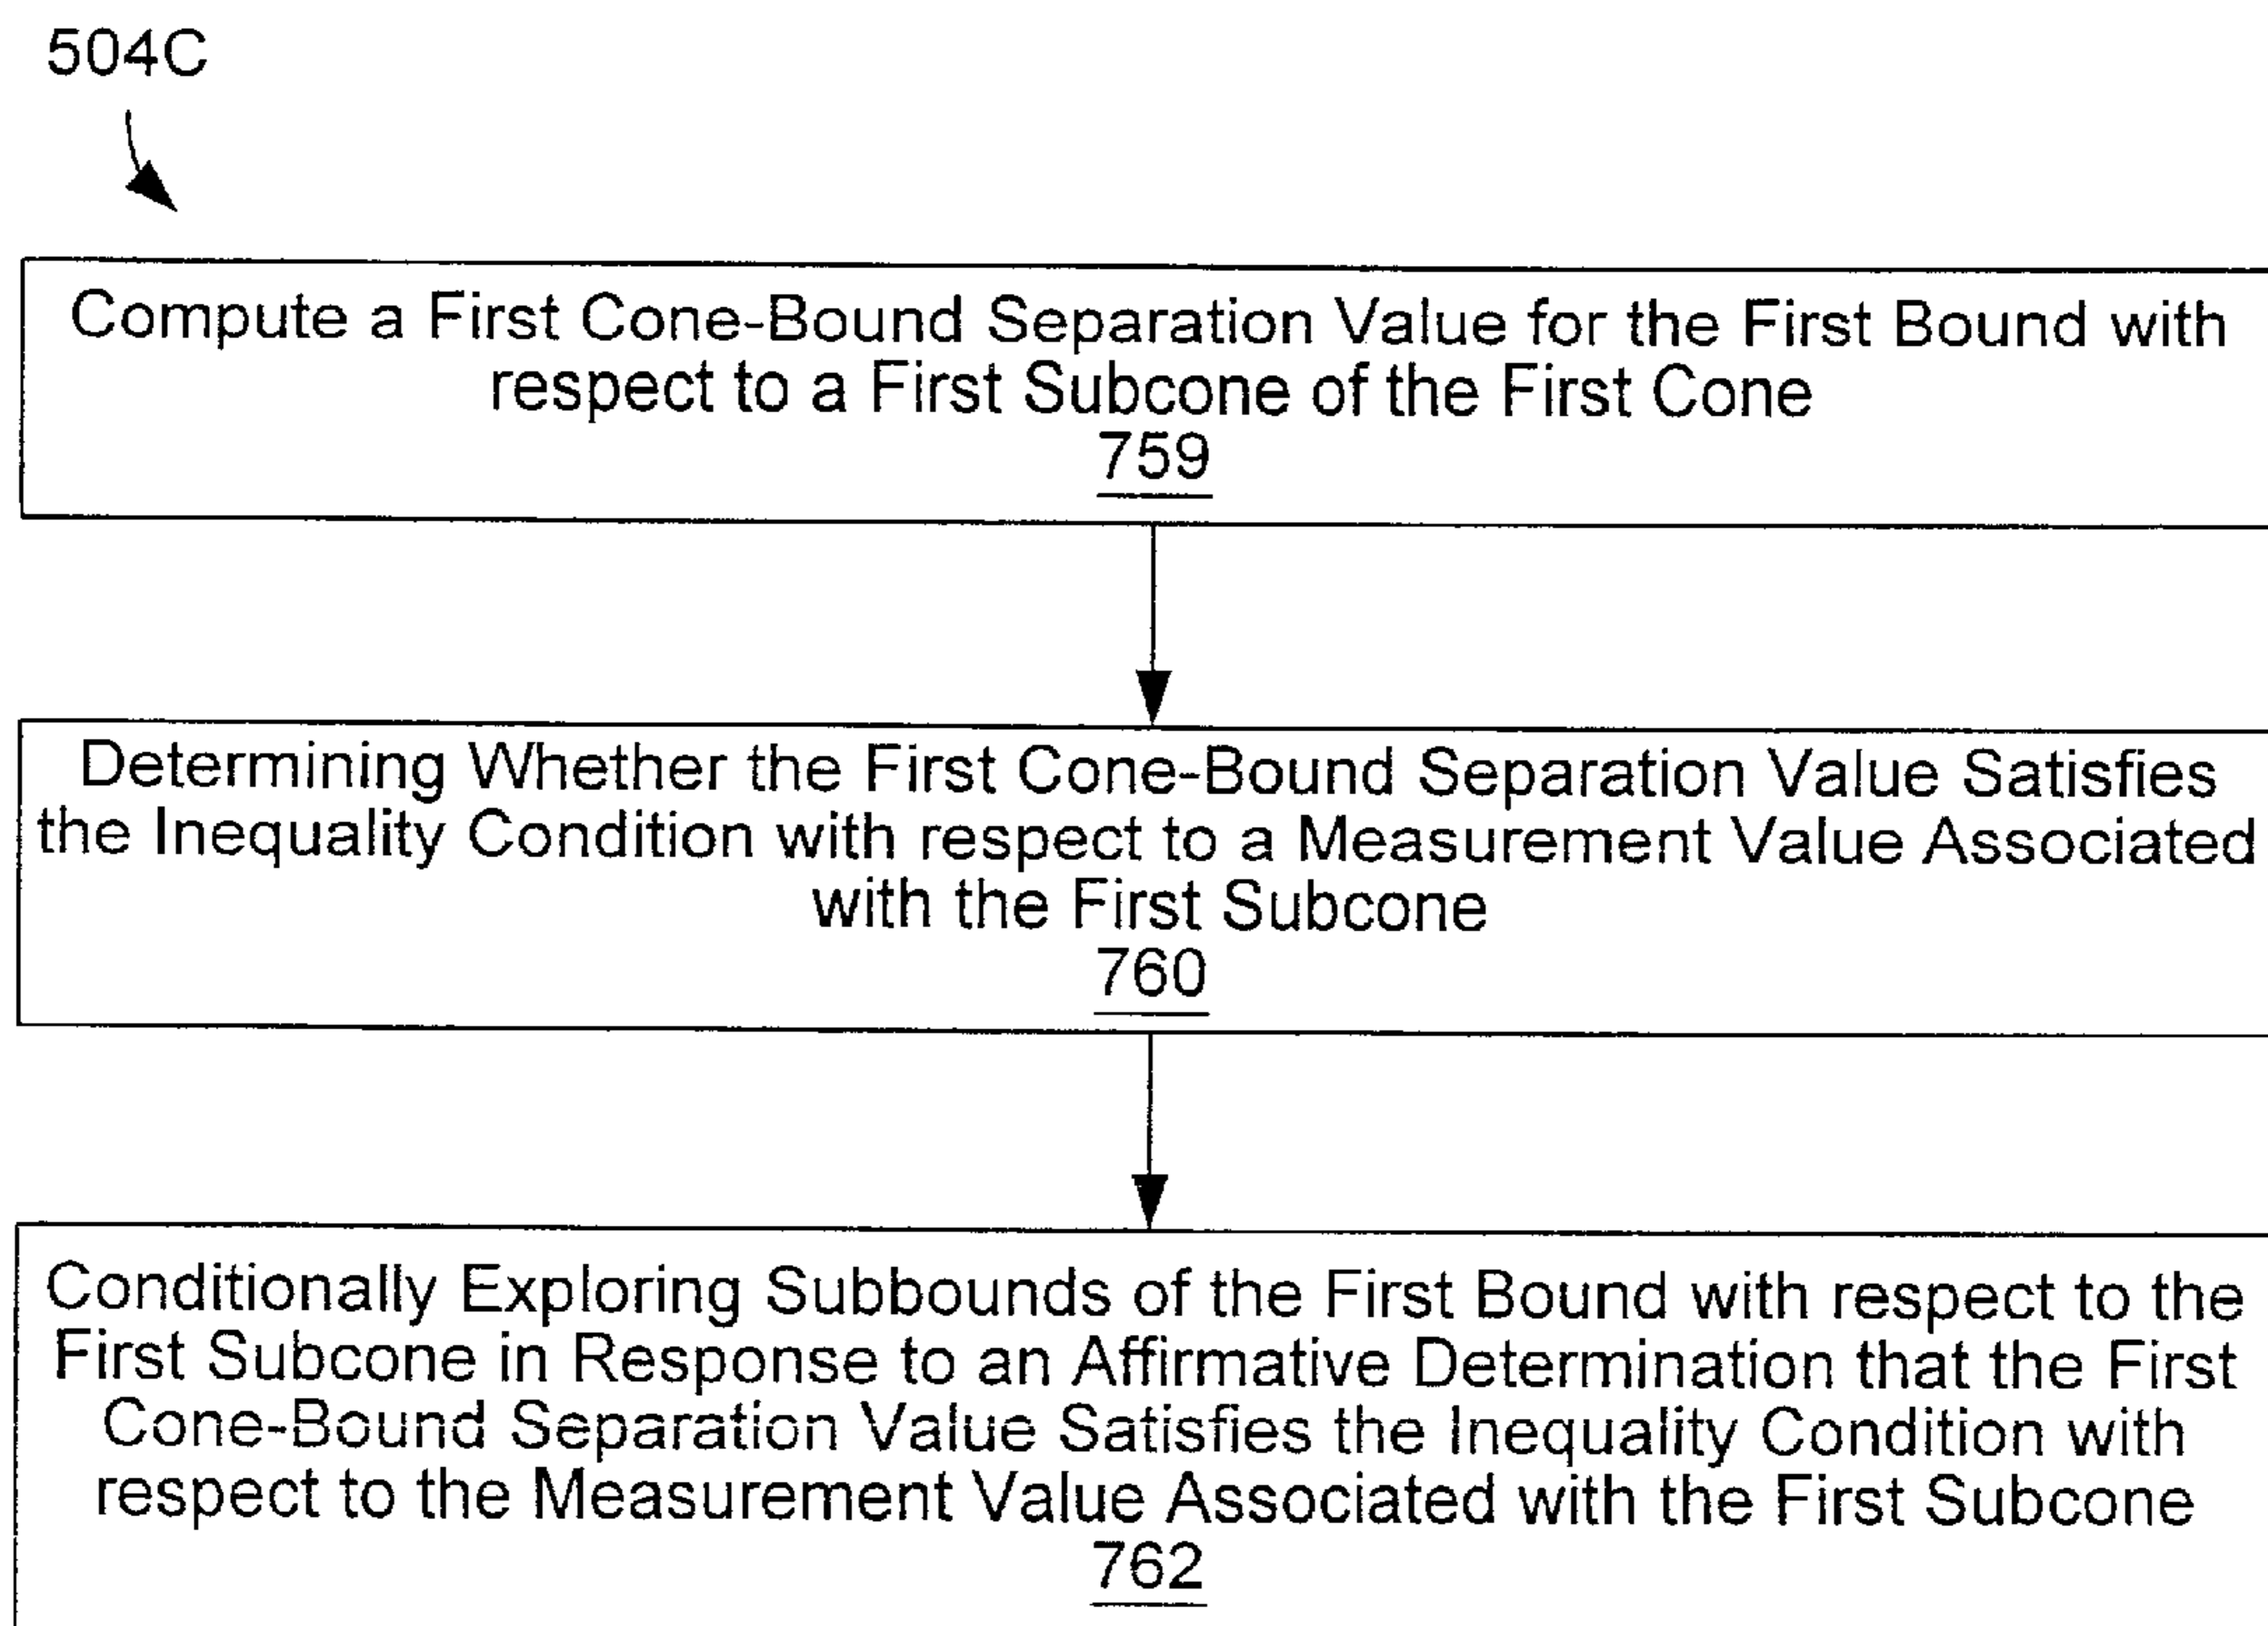 504C
Compute a First Cone-Bound Separation Value for the First Bound with
respect to a First Subcone of the First Cone
759
Determining Whether the First Cone-Bound Separation Value Satisfies
the Inequality Condition with respect to a Measurement Value Associated
with the First Subcone
760
Conditionally Exploring Subbounds of the First Bound with respect to the
First Subcone in Response to an Affirmative Determination that the First
Cone-Bound Separation Value Satisfies the Inequality Condition with
respect to the Measurement Value Associated with the First Subcone
762